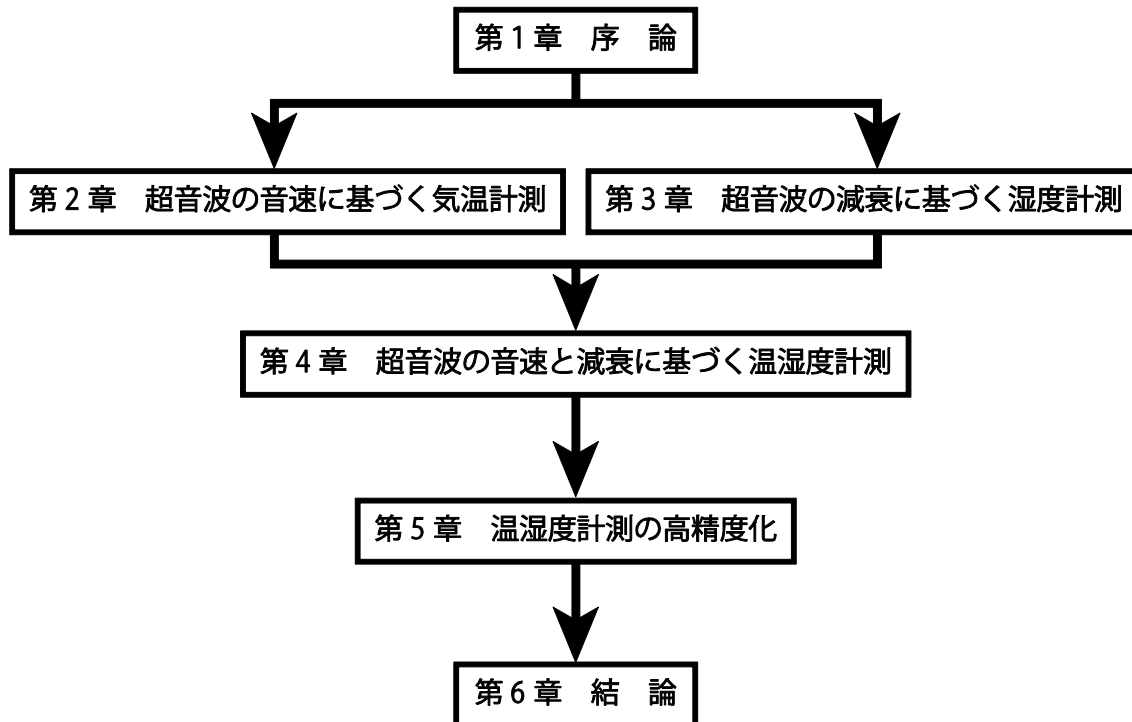 第1章　序　論
第2章　超音波の音速に基づく気温計測
第3章　超音波の減衰に基づく湿度計測
第4章　超音波の音速と減衰に基づく温湿度計測
第5章　温湿度計測の高精度化
第6章　結　論